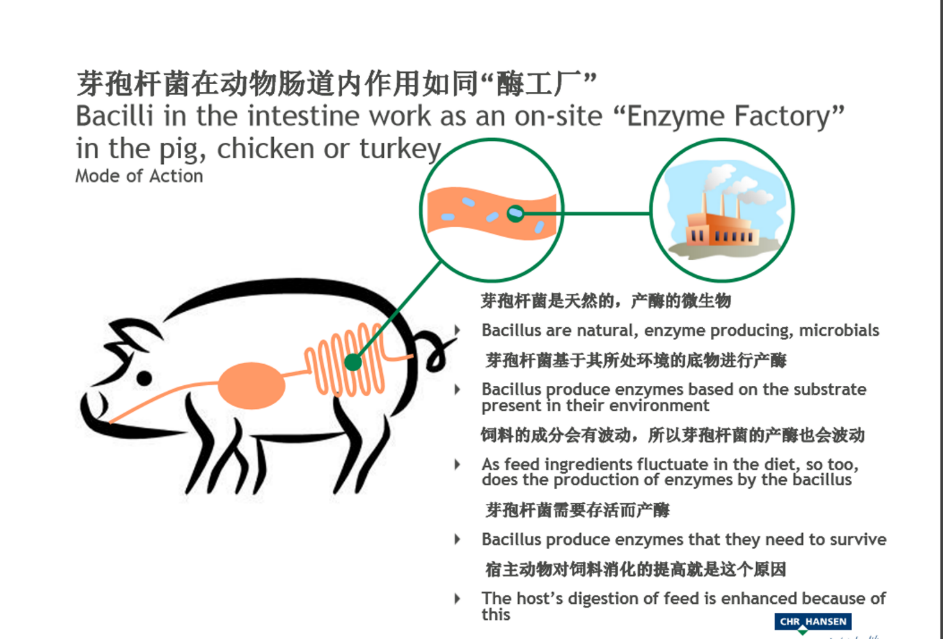 芽孢杆菌在动物肠道内作用如同“酶工厂”
Bacilli in the intestine work as an on-site “Enzyme Factory”
in the pig, chicken or turkey
Mode of Action
芽孢杆菌是天然的，产酶的微生物
Bacillus are natural, enzyme producing, microbials
芽孢杆菌基于其所处环境的底物进行产酶
Bacillus produce enzymes based on the substrate
present in their environment
饲料的成分会有波动，所以芽孢杆菌的产酶也会波动
As feed ingredients fluctuate in the diet, so too,
does the production of enzymes by the bacillus
芽孢杆菌需要存活而产酶
Bacillus produce enzymes that they need to survive
宿主动物对饲料消化的提高就是这个原因
The host’s digestion of feed is enhanced because of
this
CHR HANSEN